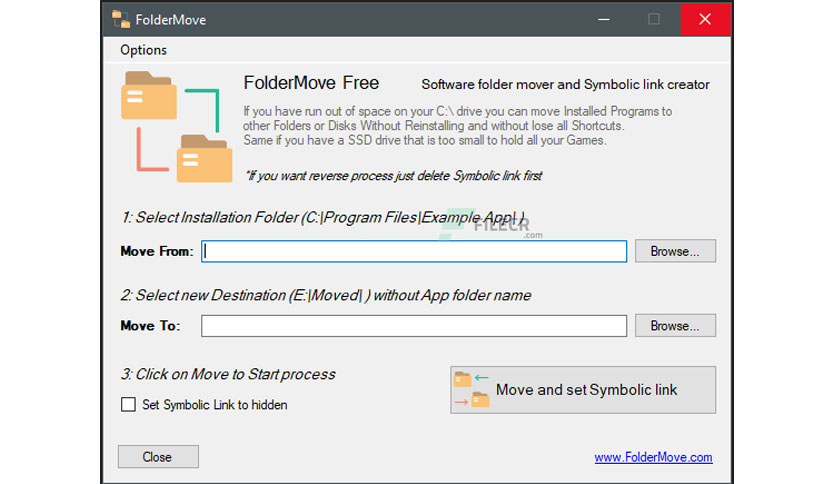 FolderMove
Options
FolderMove Free
Software folder mover and Symbolic link creator
If you have run out of space on your C:\ drive you can move Installed Programs to
other Folders or Disks Without Reinstalling and without lose all Shortcuts.
Same if you have a SSD drive that is too small to hold all your Games.
*If you want reverse process just delete Symbolic link first
1: Select Installation Folder (C:\Program Files\Example App\ )
FILECR
.com
Move From:
Browse...
2: Select new Destination (E:\Moved\ ) without App folder name
Move To:
Browse...
3: Click on Move to Start process
Move and set Symbolic link
Set Symbolic Link to hidden
Close
www.FolderMove.com